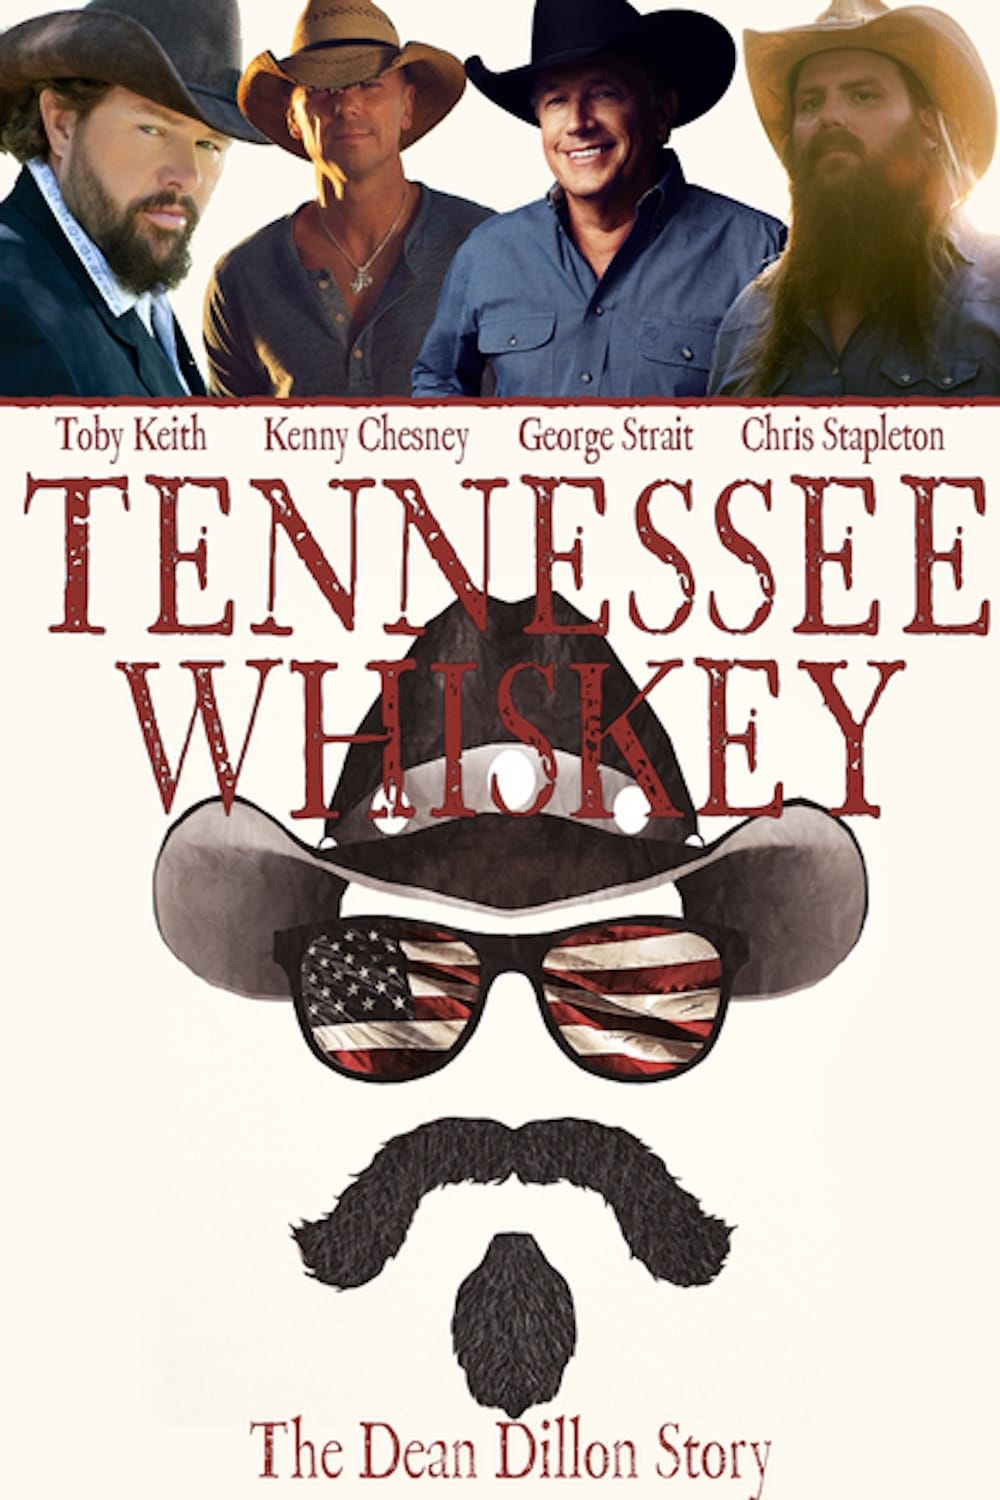 Toby Keith Kenny Chesney George Strait Chris Stapleton
TENNESSEE
WHISKEY
The Dean Dillon Story